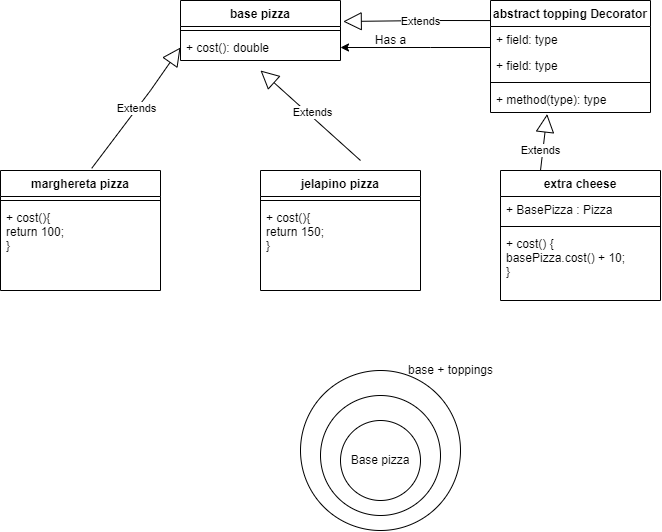 base pizza
+ cost(): double
Extends
Has a
abstract topping Decorator
+ field: type
+ field: type
+ method(type): type
Extends
Extends
Extends
marghereta pizza
+ cost(){
return 100;
}
jelapino pizza
+ cost(){
return 150;
}
extra cheese
+ BasePizza : Pizza
+ cost() {
basePizza.cost() + 10;
}
base + toppings
Base pizza